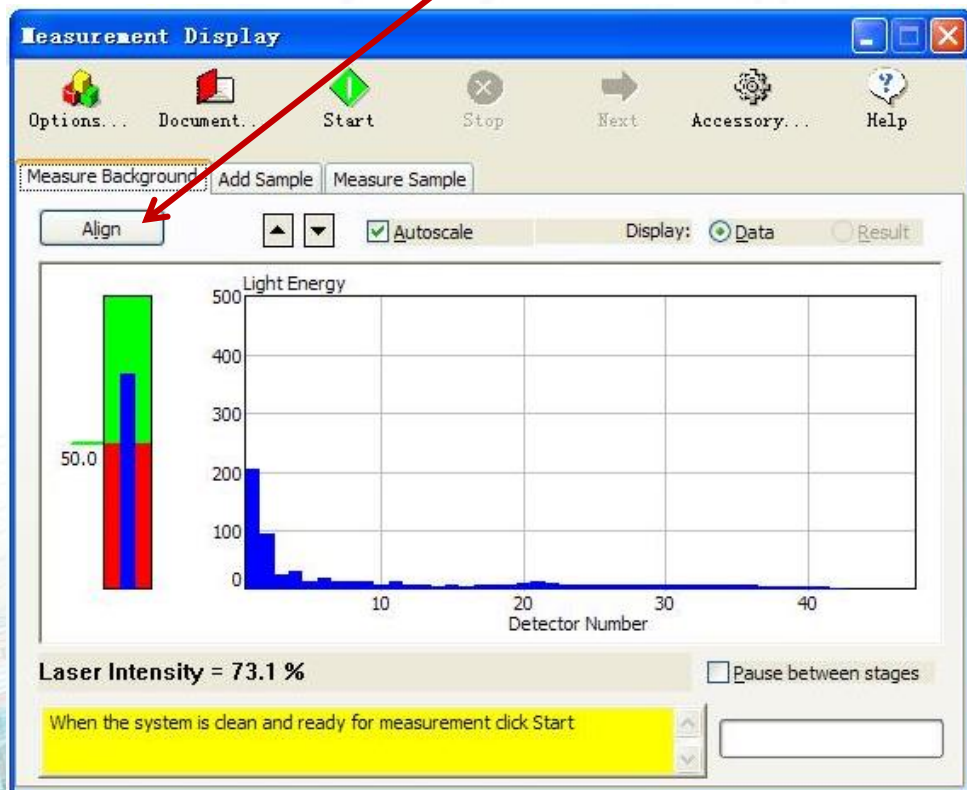 Measurement Display
Options... Document... Start Stop Next Accessory... Help
Measure Background Add Sample Measure Sample
Align Autoscale Display: Data Result
Light Energy
500
400
300
200
100
0
50.0
10 20 30 40
Detector Number
Laser Intensity = 73.1 % Pause between stages
When the system is clean and ready for measurement click Start